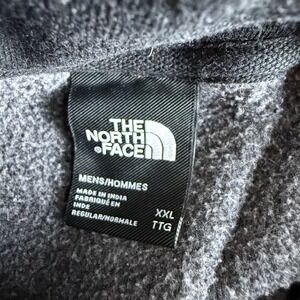 THE
NORTH
FACE
MENS/HOMMES
MADE IN INDIA
FABRIQUÉ EN
INDE
REGULAR/NORMALE
XXL
TTG